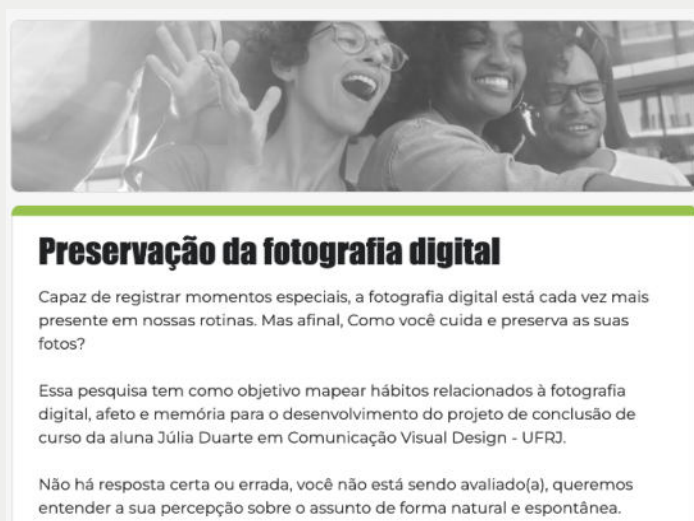 Preservação da fotografia digital
Capaz de registrar momentos especiais, a fotografia digital está cada vez mais
presente em nossas rotinas. Mas afinal, Como você cuida e preserva as suas
fotos?
Essa pesquisa tem como objetivo mapear hábitos relacionados à fotografia
digital, afeto e memória para o desenvolvimento do projeto de conclusão de
curso da aluna Júlia Duarte em Comunicação Visual Design - UFRJ.
Não há resposta certa ou errada, você não está sendo avaliado(a), queremos
entender a sua percepção sobre o assunto de forma natural e espontânea.